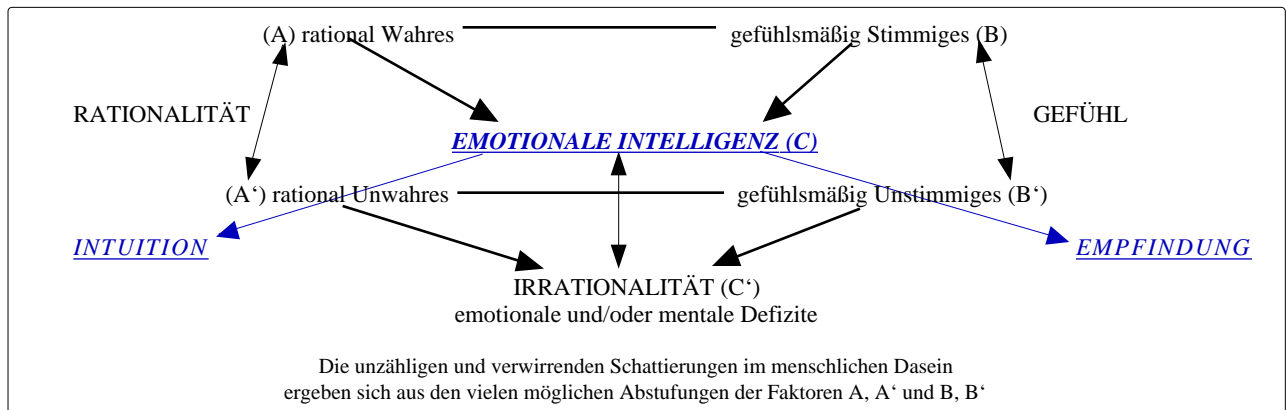 (A) rational Wahres gefühlsmäßig Stimmiges (B)
RATIONALITÄT GEFÜHL
EMOTIONALE INTELLIGENZ (C)
(A‘) rational Unwahres gefühlsmäßig Unstimmiges (B‘)
INTUITION EMPFINDUNG
IRRATIONALITÄT (C‘)
emotionale und/oder mentale Defizite
Die unzähligen und verwirrenden Schattierungen im menschlichen Dasein
ergeben sich aus den vielen möglichen Abstufungen der Faktoren A, A‘ und B, B‘